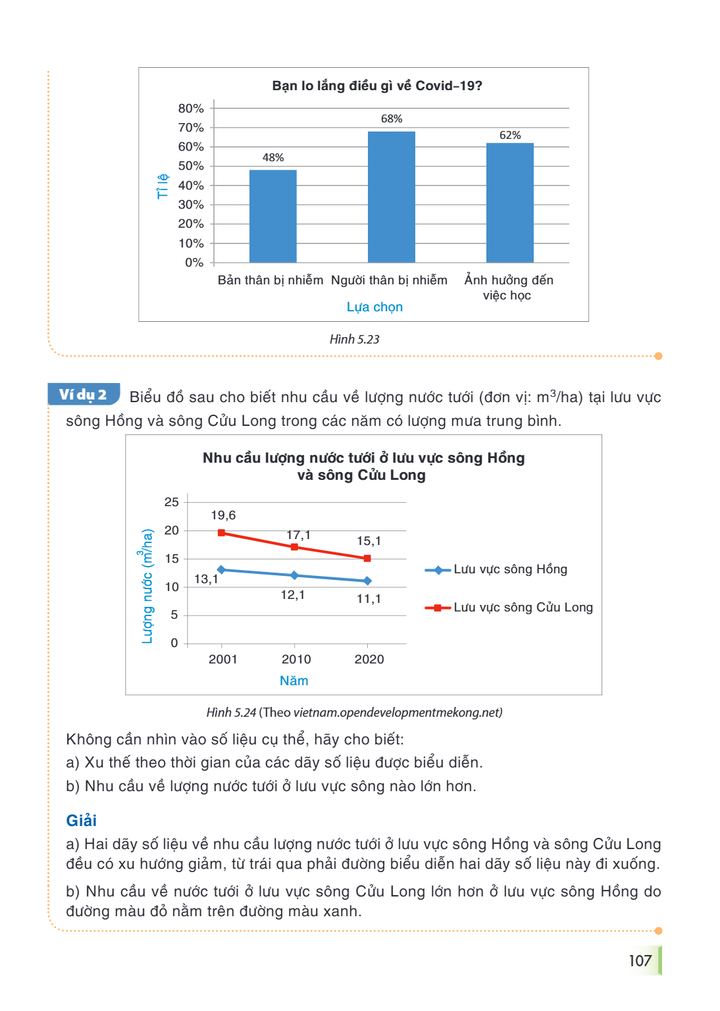 Bạn lo lắng điều gì về Covid–19?
80%
70%
60%
50%
40%
30%
20%
10%
0%
Tỉ lệ
48%
68%
62%
Bản thân bị nhiễm
Người thân bị nhiễm
Ảnh hưởng đến
việc học
Lựa chọn
Hình 5.23
Ví dụ 2 Biểu đồ sau cho biết nhu cầu về lượng nước tưới (đơn vị: m³/ha) tại lưu vực
sông Hồng và sông Cửu Long trong các năm có lượng mưa trung bình.
Nhu cầu lượng nước tưới ở lưu vực sông Hồng
và sông Cửu Long
Lượng nước (m³/ha)
25
20
15
10
5
0
19,6
17,1
15,1
13,1
12,1
11,1
2001
2010
2020
Năm
Lưu vực sông Hồng
Lưu vực sông Cửu Long
Hình 5.24 (Theo vietnam.opendevelopmentmekong.net)
Không cần nhìn vào số liệu cụ thể, hãy cho biết:
a) Xu thế theo thời gian của các dãy số liệu được biểu diễn.
b) Nhu cầu về lượng nước tưới ở lưu vực sông nào lớn hơn.
Giải
a) Hai dãy số liệu về nhu cầu lượng nước tưới ở lưu vực sông Hồng và sông Cửu Long
đều có xu hướng giảm, từ trái qua phải đường biểu diễn hai dãy số liệu này đi xuống.
b) Nhu cầu về nước tưới ở lưu vực sông Cửu Long lớn hơn ở lưu vực sông Hồng do
đường màu đỏ nằm trên đường màu xanh.
107